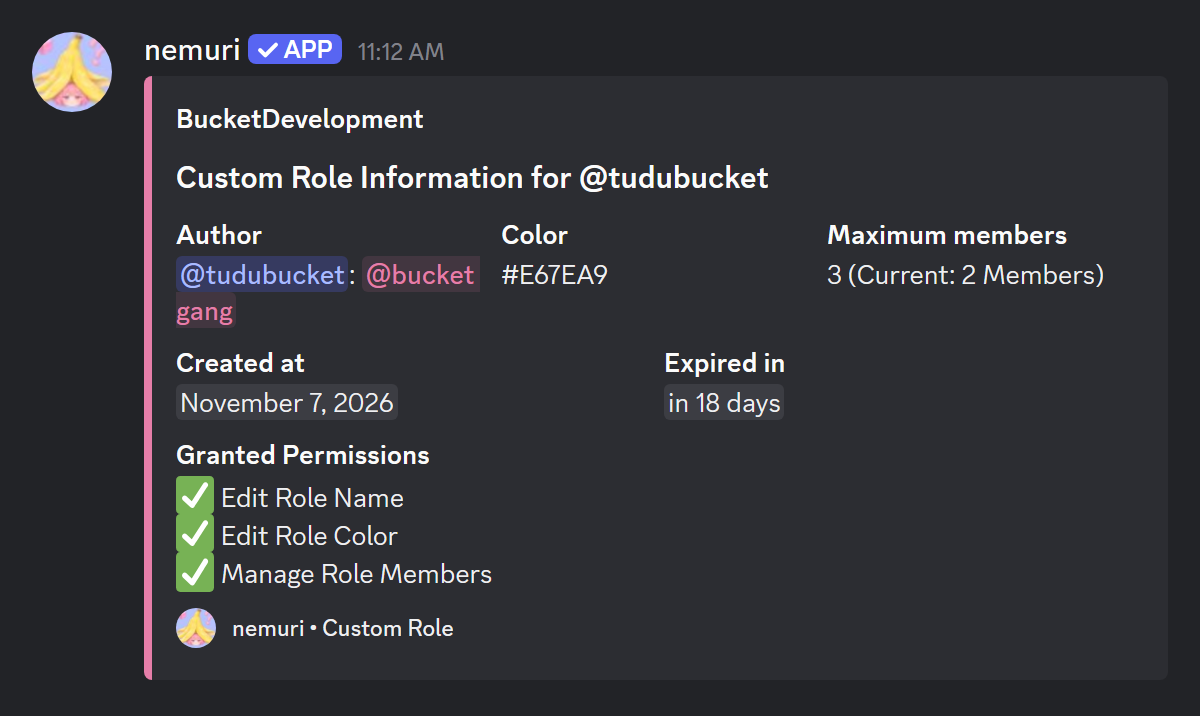 nemuri ✓ APP 11:12 AM
BucketDevelopment
Custom Role Information for @tudubucket
Author Color Maximum members
@tudubucket: @bucket #E67EA9 3 (Current: 2 Members)
gang
Created at Expired in
November 7, 2026 in 18 days
Granted Permissions
✅ Edit Role Name
✅ Edit Role Color
✅ Manage Role Members
nemuri • Custom Role